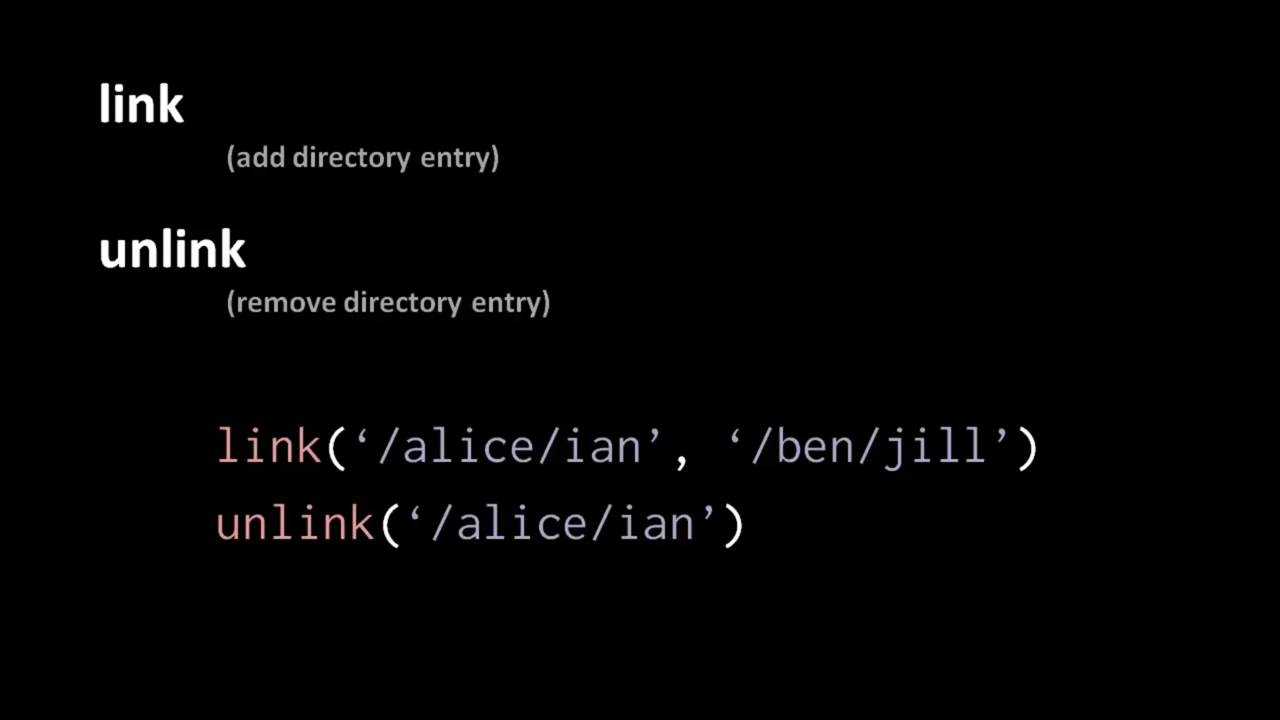 link
(add directory entry)
unlink
(remove directory entry)
link(‘/alice/ian’, ‘/ben/jill’)
unlink(‘/alice/ian’)